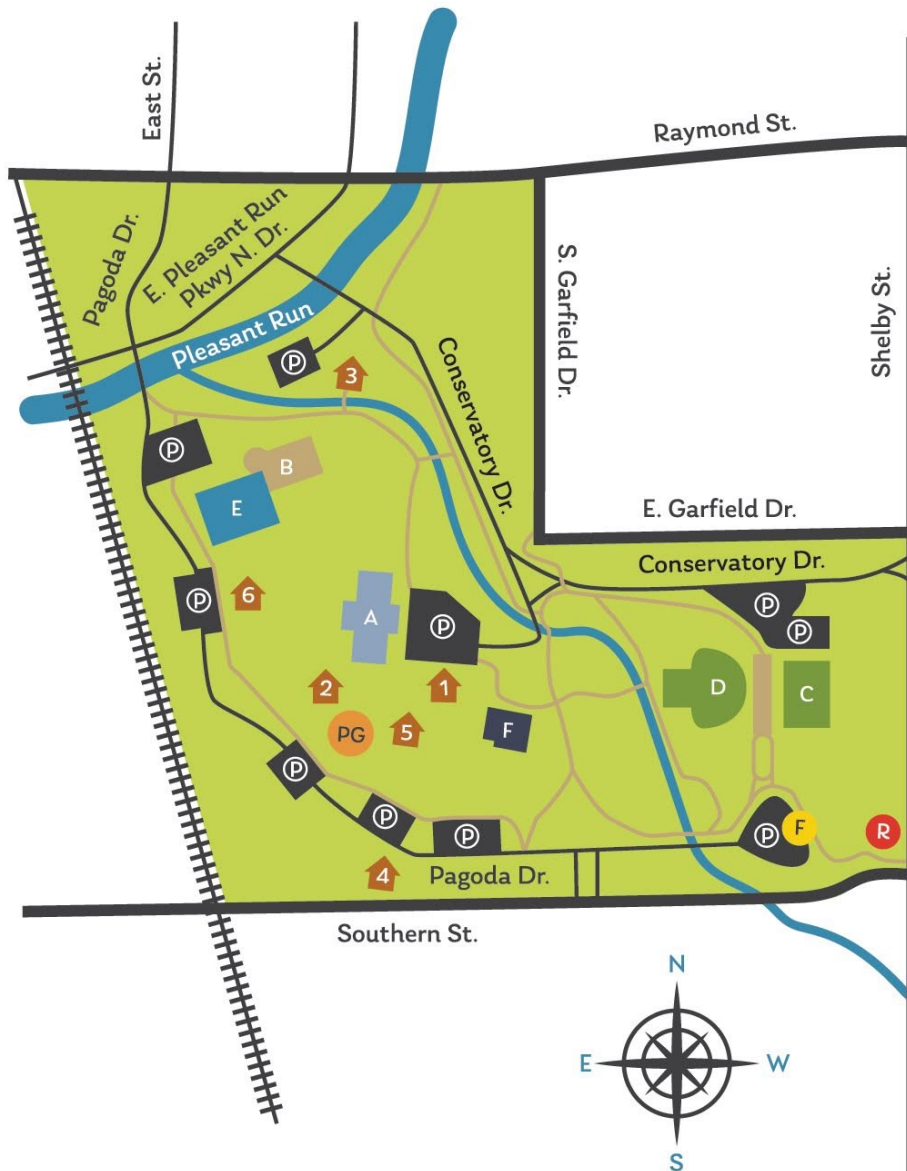 East St.
Raymond St.
Pagoda Dr.
E. Pleasant Run
Pkwy N. Dr.
S. Garfield Dr.
Shelby St.
Pleasant Run
P
3
Conservatory Dr.
P
B
E
E. Garfield Dr.
Conservatory Dr.
P
6
A
P
P
P
2
1
D
C
PG
5
F
P
P
P
P
F
R
4
Pagoda Dr.
Southern St.
N
E
W
S